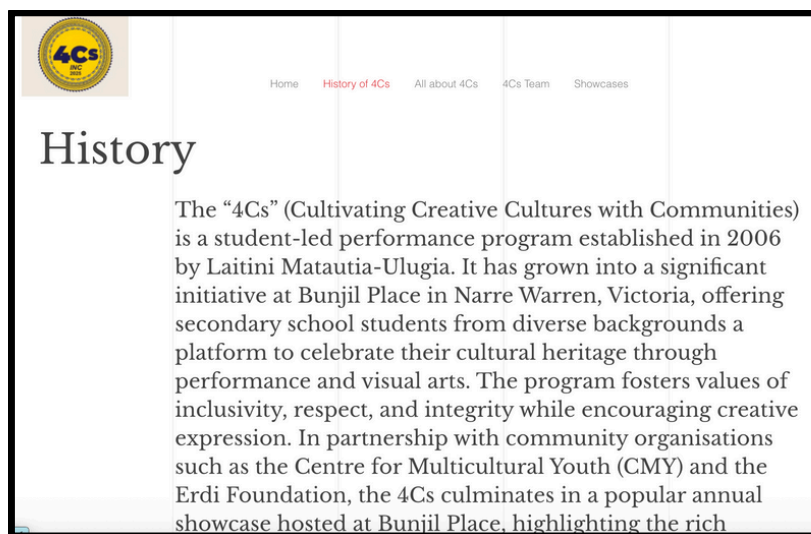 4Cs
INC
2025
Home History of 4Cs All about 4Cs 4Cs Team Showcases
History
The “4Cs” (Cultivating Creative Cultures with Communities)
is a student-led performance program established in 2006
by Laitini Matautia-Ulugia. It has grown into a significant
initiative at Bunjil Place in Narre Warren, Victoria, offering
secondary school students from diverse backgrounds a
platform to celebrate their cultural heritage through
performance and visual arts. The program fosters values of
inclusivity, respect, and integrity while encouraging creative
expression. In partnership with community organisations
such as the Centre for Multicultural Youth (CMY) and the
Erdi Foundation, the 4Cs culminates in a popular annual
showcase hosted at Bunjil Place, highlighting the rich